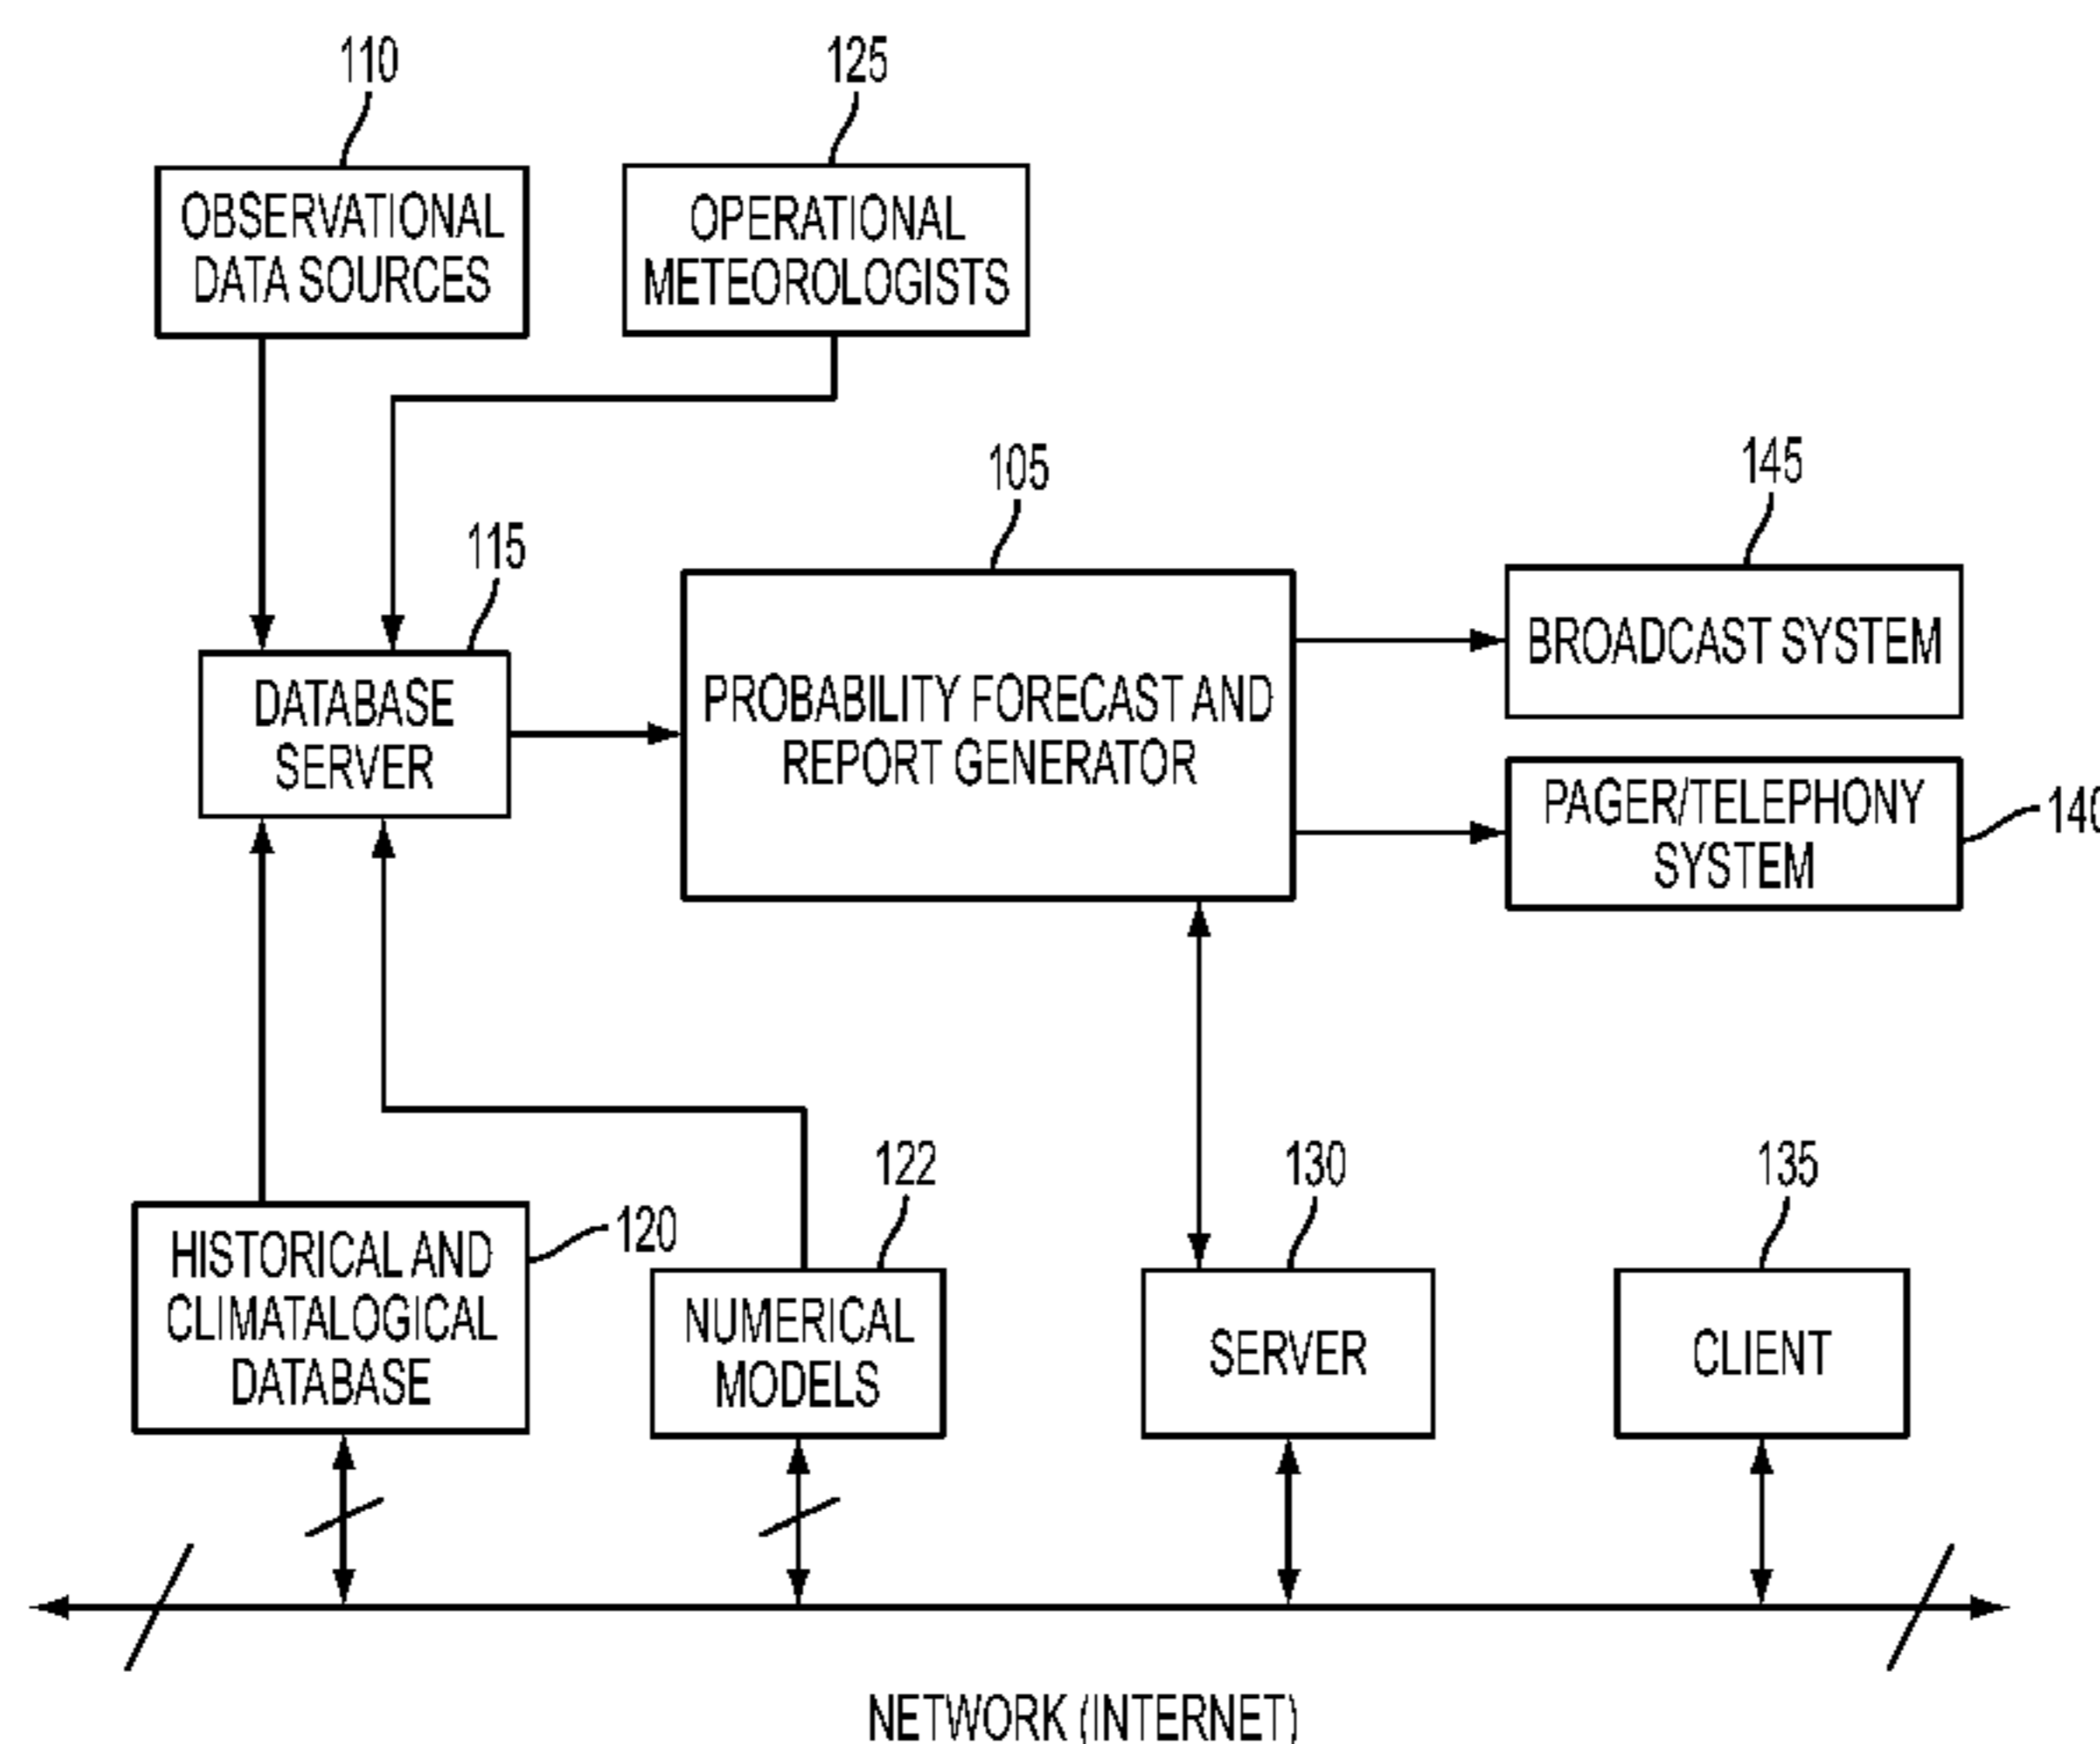 110
125
OBSERVATIONAL
DATA SOURCES
OPERATIONAL
METEOROLOGISTS
105
145
115
DATABASE
SERVER
PROBABILITY FORECAST AND
REPORT GENERATOR
BROADCAST SYSTEM
PAGER/TELEPHONY
SYSTEM
140
122
130
135
120
HISTORICAL AND
CLIMATALOGICAL
DATABASE
NUMERICAL
MODELS
SERVER
CLIENT
NETWORK (INTERNET)